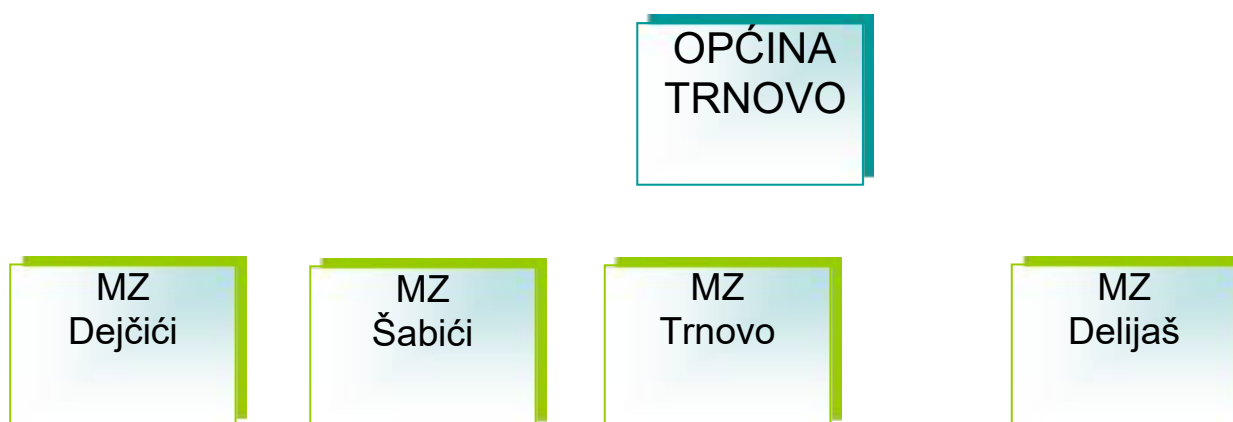 OPĆINA
TRNOVO
MZ
Dejčići
MZ
Šabići
MZ
Trnovo
MZ
Delijaš